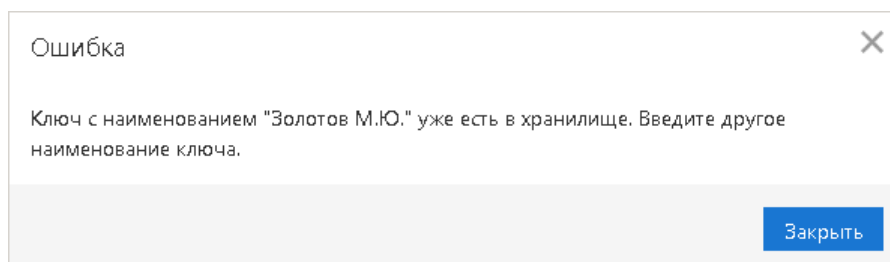 Ошибка
Ключ с наименованием "Золотов М.Ю." уже есть в хранилище. Введите другое
наименование ключа.
Закрыть